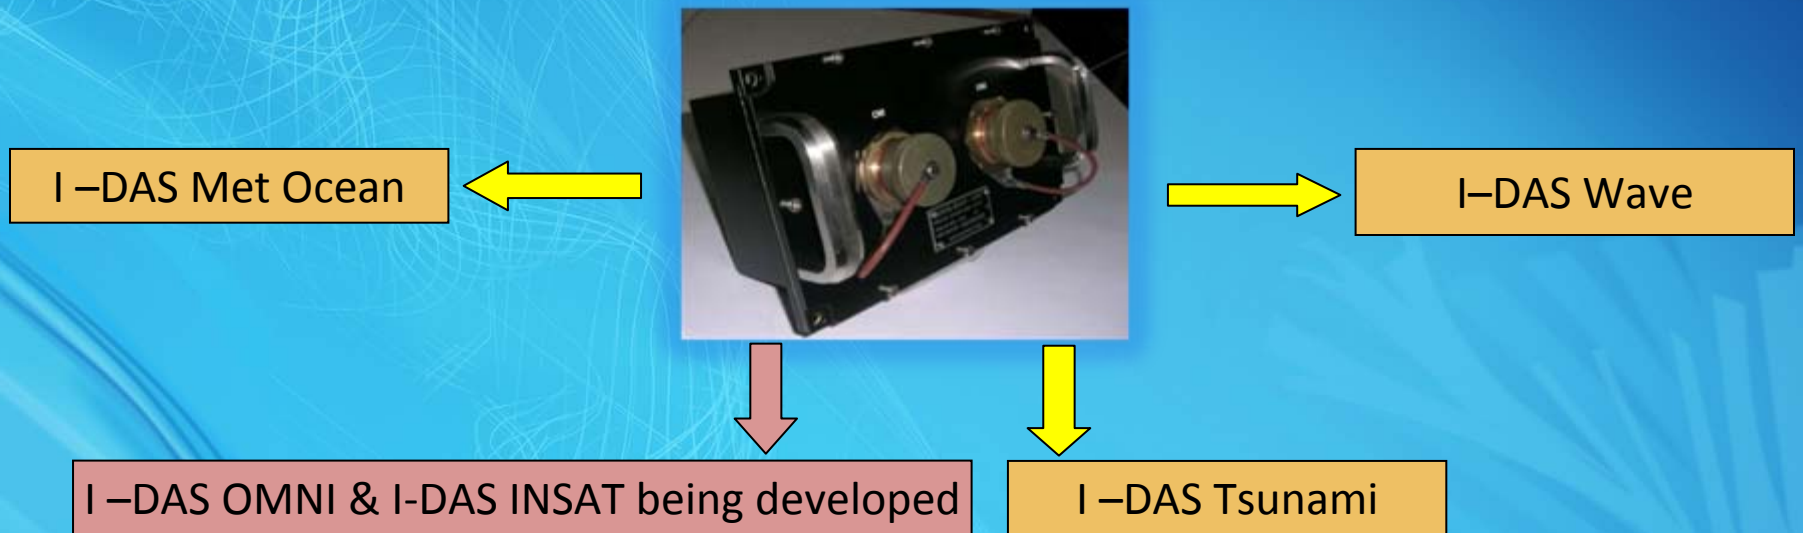 I –DAS Met Ocean
I–DAS Wave
I –DAS OMNI & I-DAS INSAT being developed
I –DAS Tsunami